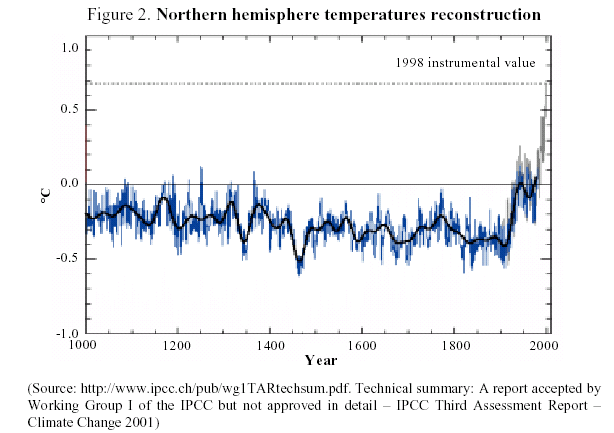 Figure 2. Northern hemisphere temperatures reconstruction
1.0
1998 instrumental value
0.5
0.0
°C
-0.5
-1.0
1000 1200 1400 1600 1800 2000
Year
(Source: http://www.ipcc.ch/pub/wg1TARtechsum.pdf. Technical summary: A report accepted by
Working Group I of the IPCC but not approved in detail – IPCC Third Assessment Report –
Climate Change 2001)